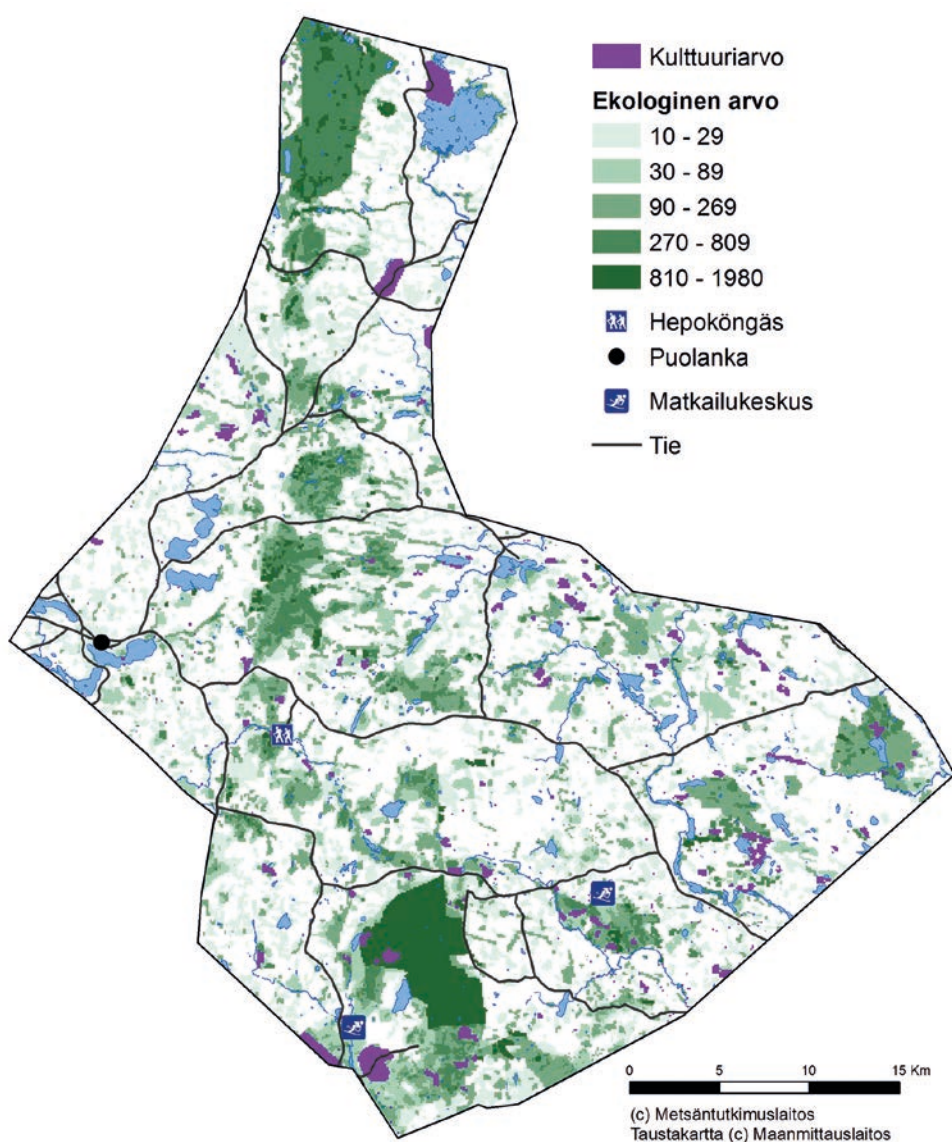 Kulttuuriarvo
Ekologinen arvo
10 - 29
30 - 89
90 - 269
270 - 809
810 - 1980
Hepoköngäs
Puolanka
Matkailukeskus
Tie
0 5 10 15 Km
(c) Metsäntutkimuslaitos
Taustakartta (c) Maanmittauslaitos